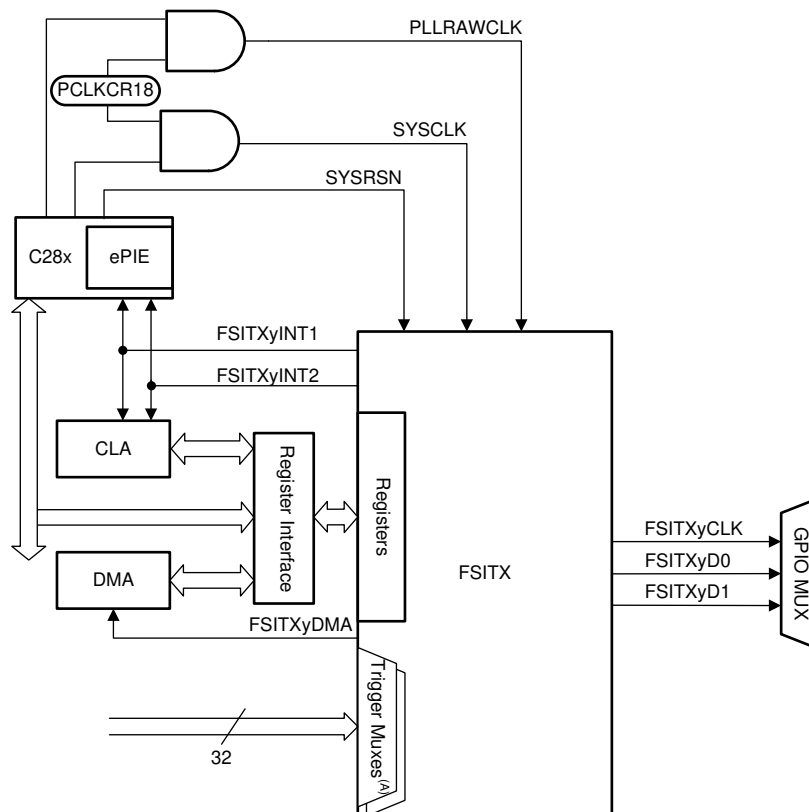 PLLRAWCLK
PCLKCR18
SYSCLK
SYSRSN
C28x
ePIE
FSITXyINT1
FSITXyINT2
CLA
Register Interface
Registers
FSITX
FSITXyCLK
FSITXyD0
FSITXyD1
GPIO MUX
DMA
FSITXyDMA
Trigger Muxes(A)
32